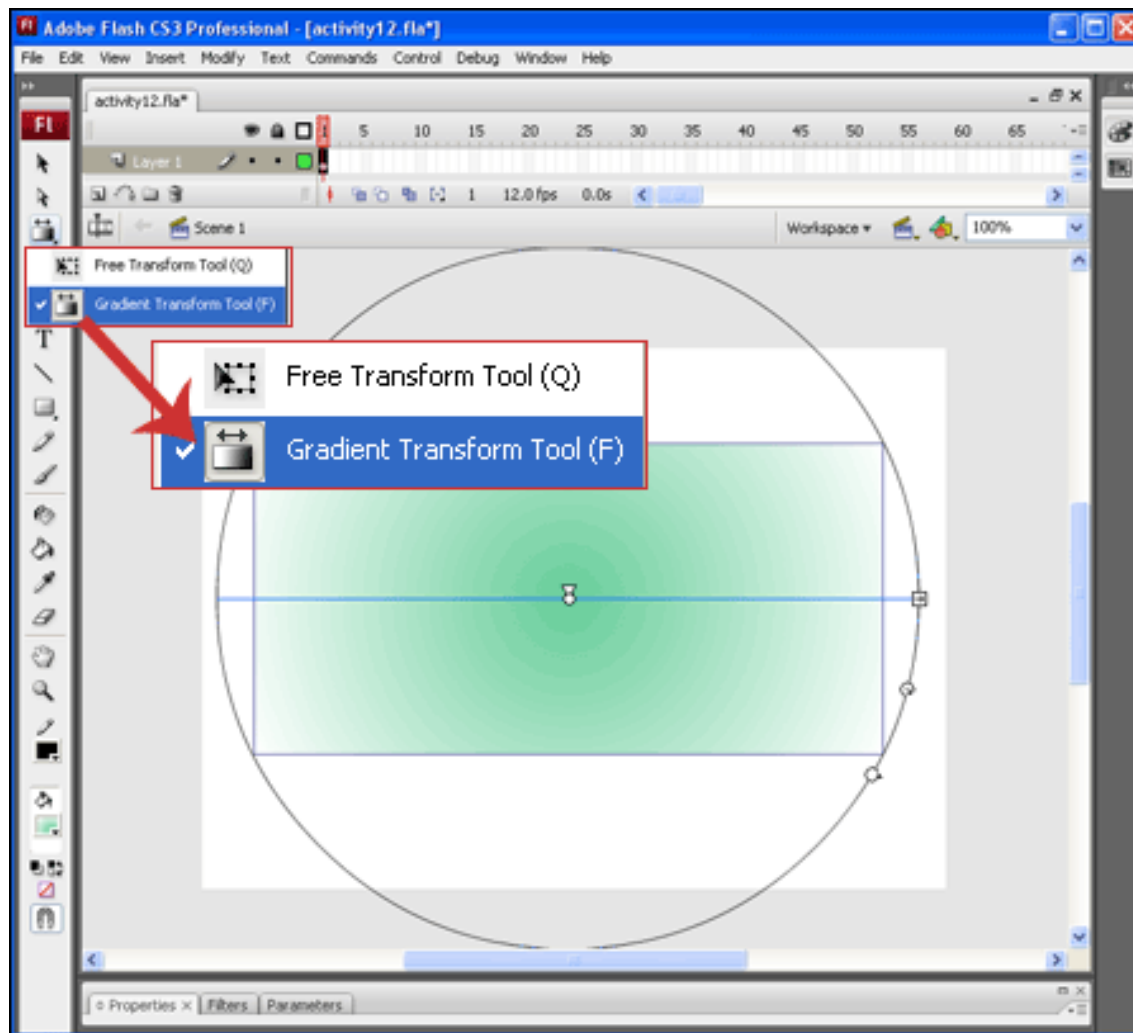 Fl Adobe Flash CS3 Professional - [activity12.fla*]
File Edit View Insert Modify Text Commands Control Debug Window Help
activity12.fla*
Fl
1 5 10 15 20 25 30 35 40 45 50 55 60 65
Layer 1
1 12.0 fps 0.0s
Scene 1 Workspace 100%
Free Transform Tool (Q)
Gradient Transform Tool (F)
T
Free Transform Tool (Q)
Gradient Transform Tool (F)
Properties × Filters Parameters